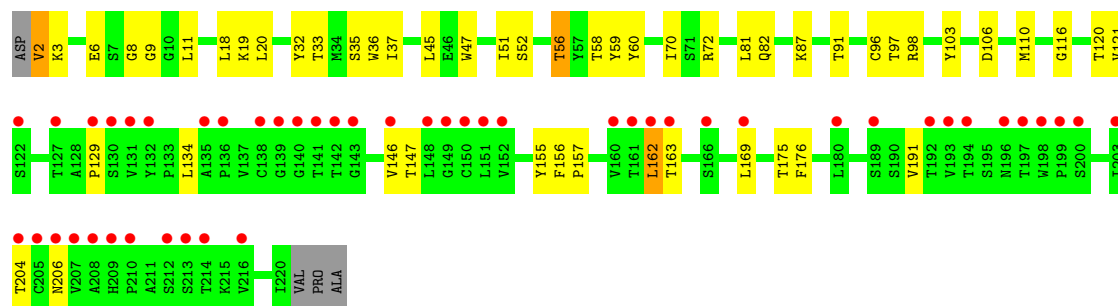 ASP V2 K3 E6 S7 G8 G9 G10 L11 L18 K19 L20 Y32 T33 M34 S35 W36 I37 L45 E46 W47 I51 S52 T56 Y57 T58 Y59 Y60 I70 S71 R72 L81 Q82 K87 T91 C96 T97 R98 Y103 D106 M110 G116 T120 V121
S122 T127 A128 P129 S130 V131 Y132 P133 L134 A135 P136 V137 C138 G139 G140 T141 T142 G143 V146 T147 L148 G149 C150 L151 V152 Y155 F156 P157 V160 T161 L162 T163 S166 L169 T175 F176 L180 S189 S190 V191 T192 V193 T194 S195 N196 T197 W198 P199 S200 I203
T204 C205 N206 V207 A208 H209 P210 A211 S212 S213 T214 K215 V216 I220 VAL PRO ALA